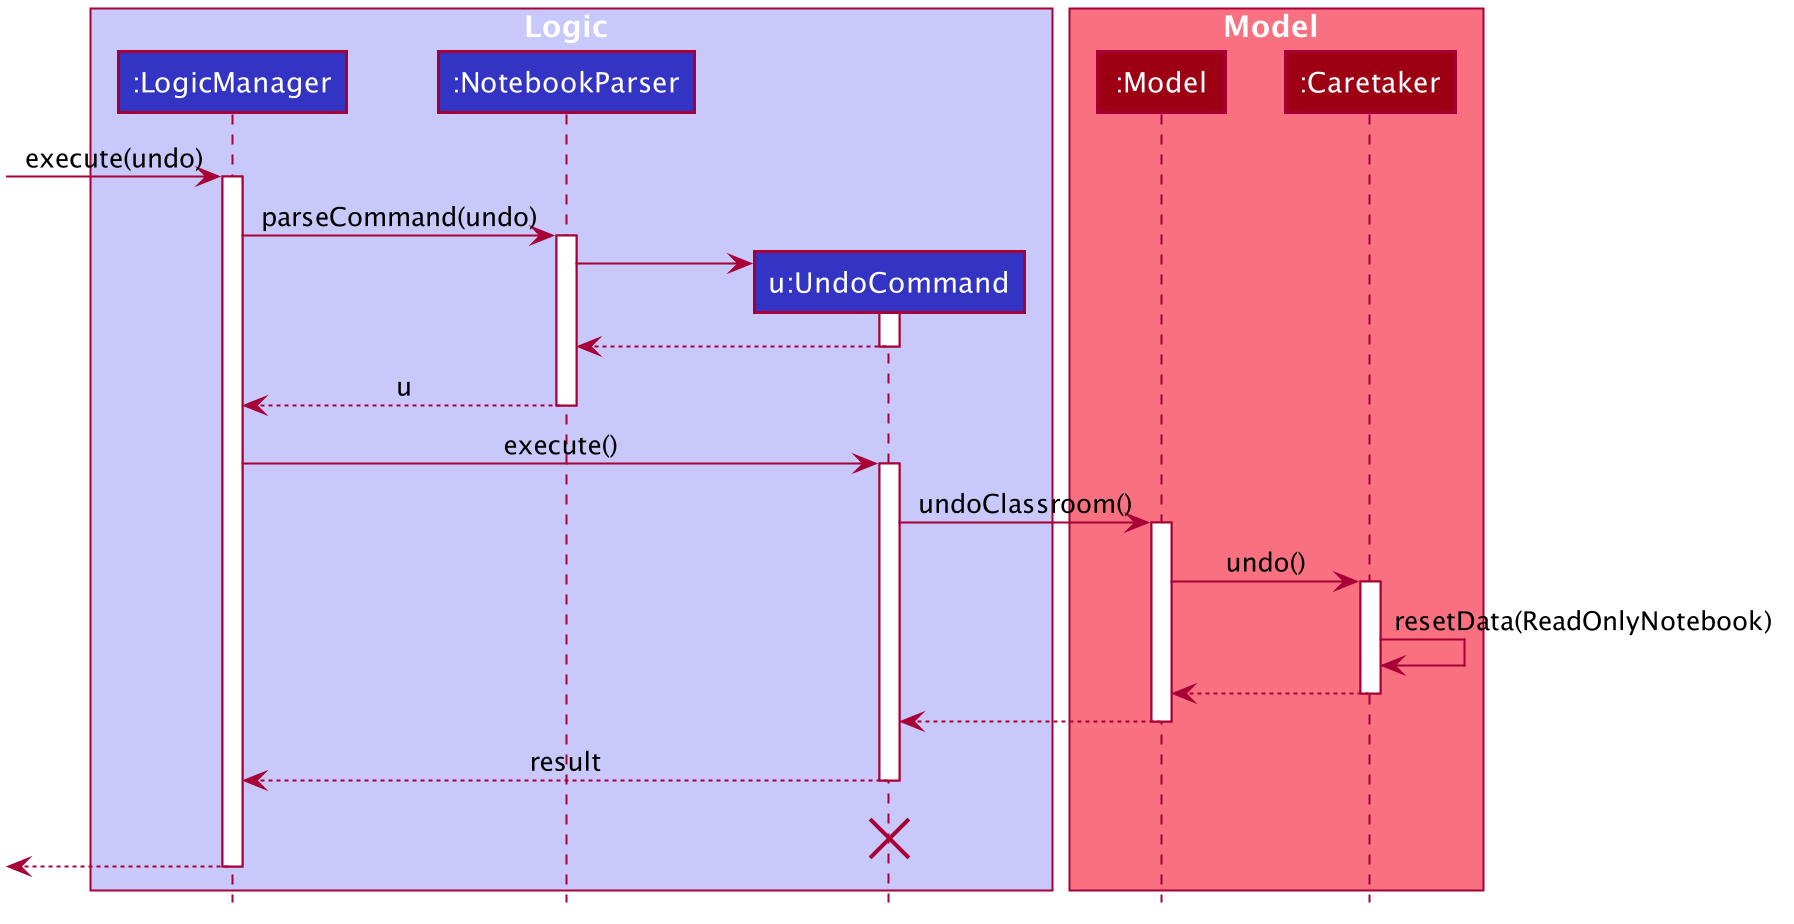 Logic
Model
:LogicManager
:NotebookParser
:Model
:Caretaker
execute(undo)
parseCommand(undo)
u:UndoCommand
u
execute()
undoClassroom()
undo()
resetData(ReadOnlyNotebook)
result